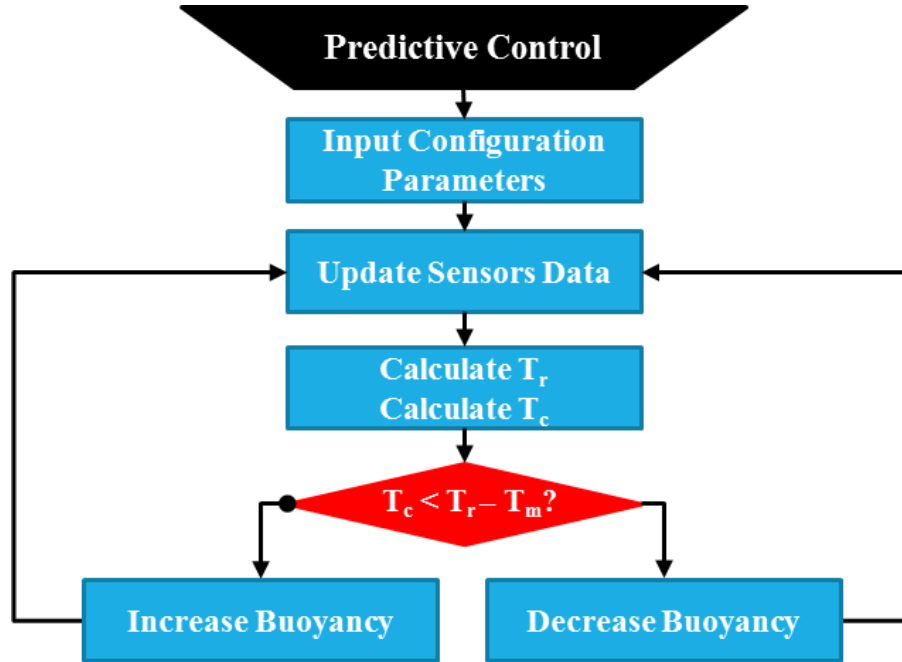 Predictive Control
Input Configuration
Parameters
Update Sensors Data
Calculate Tr
Calculate Tc
Tc < Tr – Tm?
Increase Buoyancy
Decrease Buoyancy